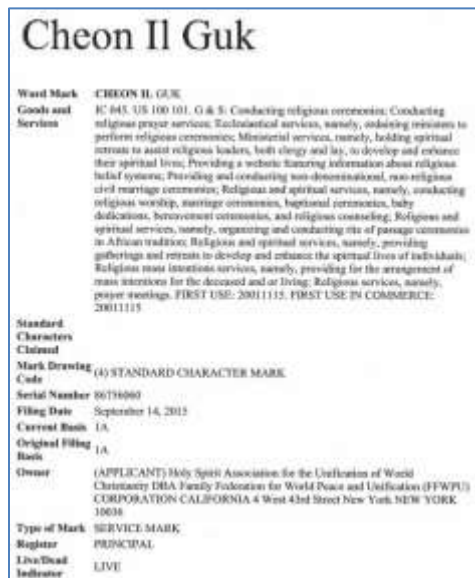 Cheon Il Guk
Word Mark CHEON IL GUK
Goods and Services IC 045. US 100 101. G & S: Conducting religious ceremonies; Conducting
religious prayer services; Ecclesiastical services, namely, ordaining ministers to
perform religious ceremonies; Ministerial services, namely, holding spiritual
retreats to assist religious leaders, both clergy and lay, to develop and enhance
their spiritual lives; Providing a website featuring information about religious
belief systems; Providing and conducting non-denominational, non-religious
civil marriage ceremonies; Religious and spiritual services, namely, conducting
religious worship, marriage ceremonies, baptismal ceremonies, baby
dedications, bereavement ceremonies, and religious counseling; Religious and
spiritual services, namely, organizing and conducting rite of passage ceremonies
in African tradition; Religious and spiritual services, namely, providing
gatherings and retreats to develop and enhance the spiritual lives of individuals;
Religious mass intentions services, namely, providing for the arrangement of
mass intentions for the deceased and or living; Religious services, namely,
prayer meetings. FIRST USE: 20011115. FIRST USE IN COMMERCE:
20011115
Standard
Characters
Claimed
Mark Drawing Code (4) STANDARD CHARACTER MARK
Serial Number 86756060
Filing Date September 14, 2015
Current Basis 1A
Original Filing Basis 1A
Owner (APPLICANT) Holy Spirit Association for the Unification of World
Christianity DBA Family Federation for World Peace and Unification (FFWPU)
CORPORATION CALIFORNIA 4 West 43rd Street New York NEW YORK
10036
Type of Mark SERVICE MARK
Register PRINCIPAL
Live/Dead Indicator LIVE